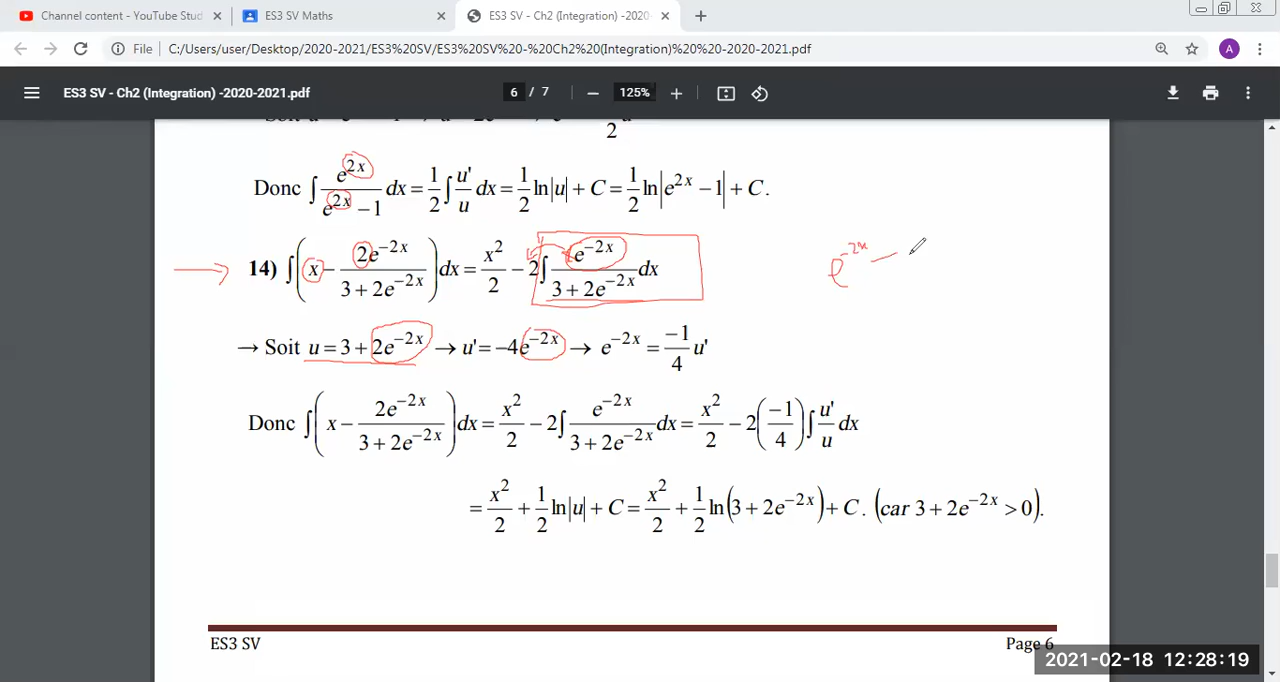 Channel content - YouTube Stud
ES3 SV Maths
ES3 SV - Ch2 (Integration) -2020-
File | C:/Users/user/Desktop/2020-2021/ES3%20SV/ES3%20SV%20-%20Ch2%20(Integration)%20%20-2020-2021.pdf
A
ES3 SV - Ch2 (Integration) -2020-2021.pdf
6 / 7
125%
2
Donc ∫ e^{2x}/(e^{2x} − 1) dx = 1/2 ∫ u'/u dx = 1/2 ln|u| + C = 1/2 ln|e^{2x} − 1| + C.
14) ∫ (x − 2e^{−2x}/(3 + 2e^{−2x})) dx = x²/2 − 2∫ e^{−2x}/(3 + 2e^{−2x}) dx
e^{-2x} —
→ Soit u = 3 + 2e^{−2x} → u' = −4e^{−2x} → e^{−2x} = −1/4 u'
Donc ∫ (x − 2e^{−2x}/(3 + 2e^{−2x})) dx = x²/2 − 2∫ e^{−2x}/(3 + 2e^{−2x}) dx = x²/2 − 2(−1/4) ∫ u'/u dx
= x²/2 + 1/2 ln|u| + C = x²/2 + 1/2 ln(3 + 2e^{−2x}) + C. (car 3 + 2e^{−2x} > 0).
ES3 SV
Page 6
2021-02-18 12:28:19